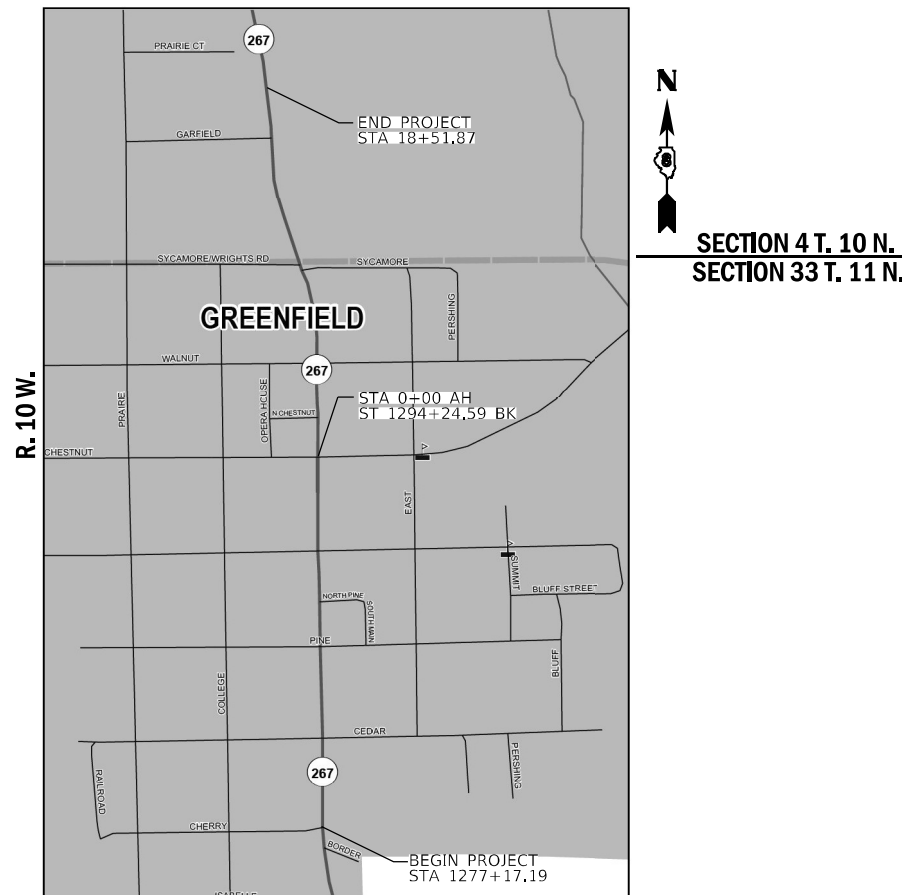 267
PRAIRIE CT
END PROJECT
STA 18+51.87
GARFIELD
N
SECTION 4 T. 10 N.
SECTION 33 T. 11 N.
SYCAMORE/WRIGHTS RD
SYCAMORE
PERSHING
GREENFIELD
WALNUT
267
R. 10 W.
PRAIRIE
OPERA HOUSE
STA 0+00 AH
ST 1294+24.59 BK
N CHESTNUT
CHESTNUT
EAST
SUMMIT
BLUFF STREET
NORTH PINE
SOUTH MAIN
PINE
BLUFF
COLLEGE
CEDAR
267
PERSHING
RAILROAD
CHERRY
BORDER
BEGIN PROJECT
STA 1277+17.19